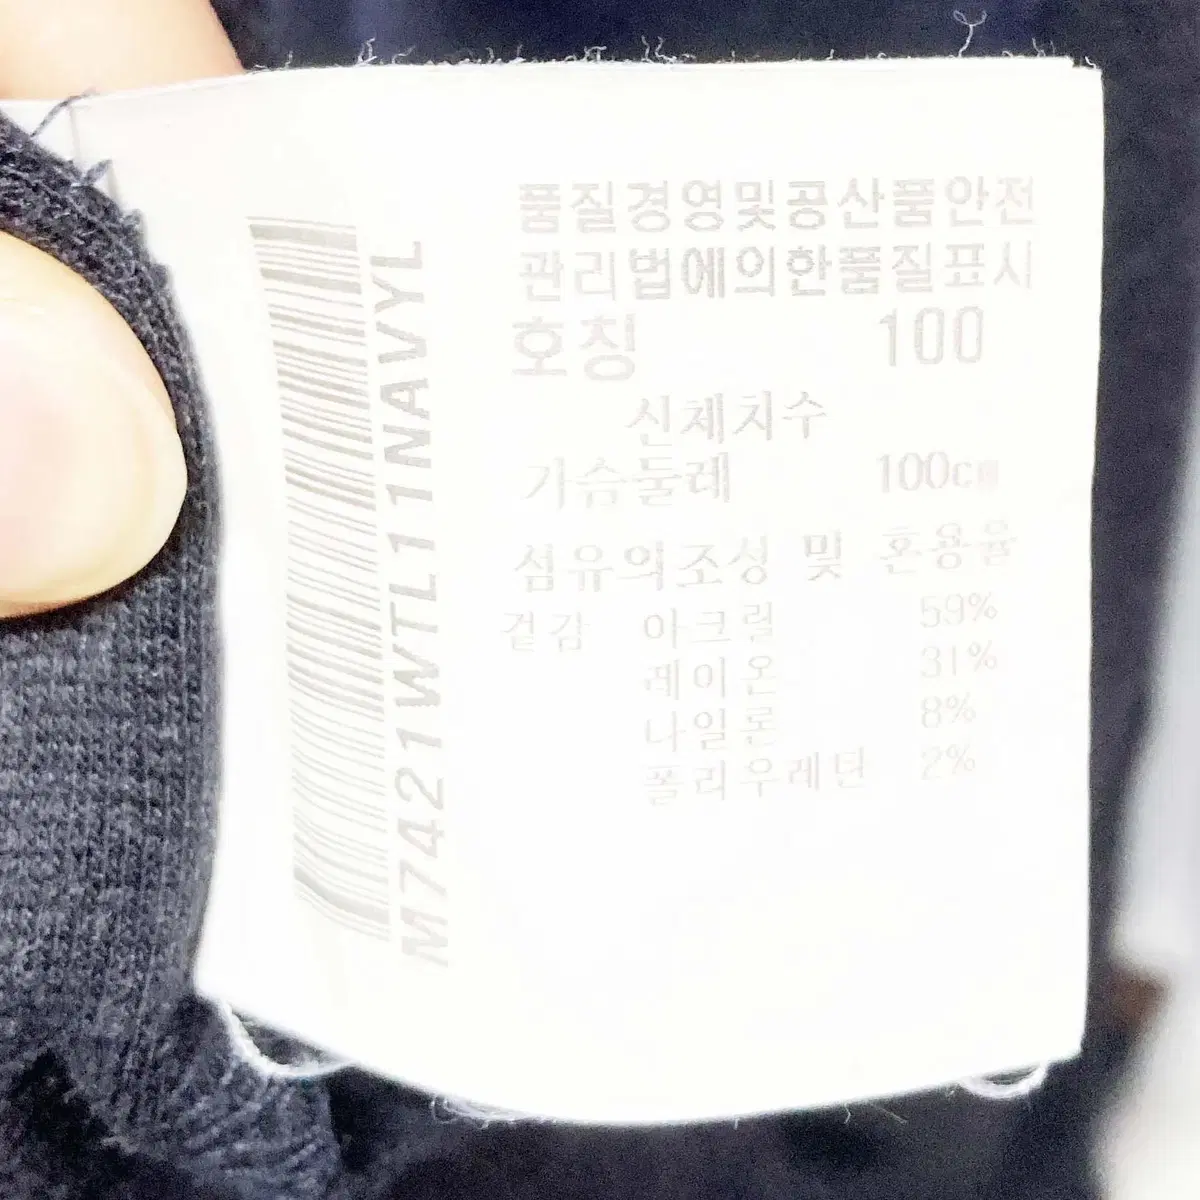 품질경영및공산품안전
관리법에의한품질표시
호칭 100
신체치수
가슴둘레 100cm
섬유의조성 및 혼용율
겉감 아크릴 59%
레이온 31%
나일론 8%
폴리우레탄 2%
M7421WTL11NAVYL